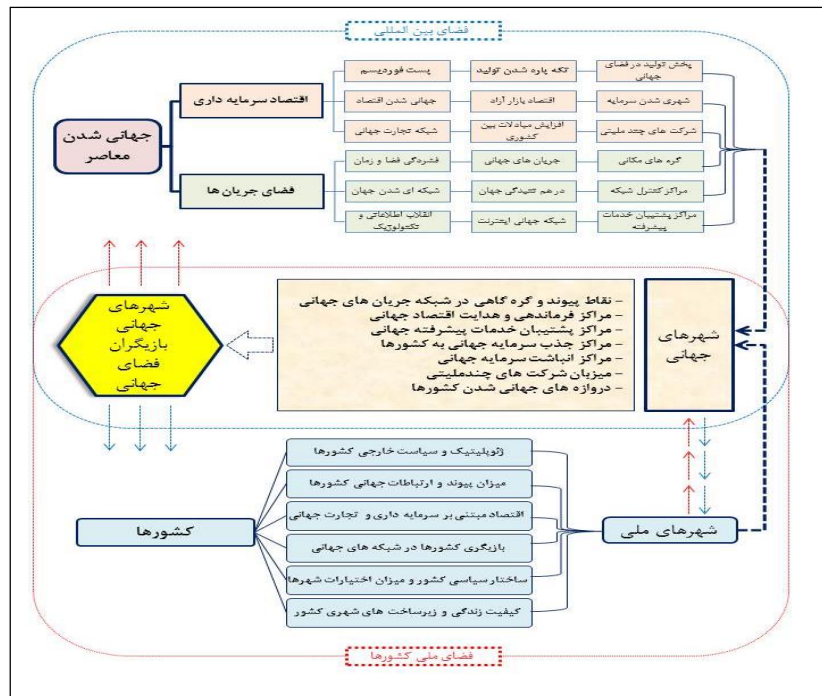 فضای بین المللی
جهانی شدن
معاصر
اقتصاد سرمایه داری
پست فوردیسم
تکه پاره شدن تولید
پخش تولید در فضای
جهانی
جهانی شدن اقتصاد
اقتصاد بازار آزاد
شهری شدن سرمایه
شبکه تجارت جهانی
افزایش مبادلات بین
کشوری
شرکت های چند ملیتی
فضای جریان ها
فشردگی فضا و زمان
جریان های جهانی
گره های مکانی
شبکه ای شدن جهان
در هم تنیدگی جهان
مراکز کنترل شبکه
انقلاب اطلاعاتی و
تکنولوژیک
شبکه جهانی اینترنت
مراکز پشتیبان خدمات
پیشرفته
شهرهای
جهانی
- نقاط پیوند و گره گاهی در شبکه جریان های جهانی
- مراکز فرماندهی و هدایت اقتصاد جهانی
- مراکز پشتیبان خدمات پیشرفته جهانی
- مراکز جذب سرمایه جهانی به کشورها
- مراکز انباشت سرمایه جهانی
- میزبان شرکت های چندملیتی
- دروازه های جهانی شدن کشورها
شهرهای
جهانی
بازیگران
فضای
جهانی
شهرهای ملی
ژئوپلیتیک و سیاست خارجی کشورها
میزان پیوند و ارتباطات جهانی کشورها
اقتصاد مبتنی بر سرمایه داری و تجارت جهانی
بازیگری کشورها در شبکه های جهانی
ساختار سیاسی کشور و میزان اختیارات شهرها
کیفیت زندگی و زیرساخت های شهری کشور
کشورها
فضای ملی کشورها